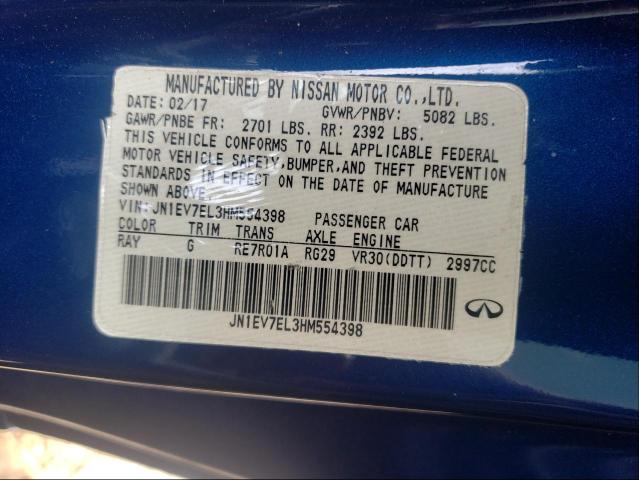 MANUFACTURED BY NISSAN MOTOR CO.,LTD.
DATE: 02/17 GVWR/PNBV: 5082 LBS.
GAWR/PNBE FR: 2701 LBS. RR: 2392 LBS.
THIS VEHICLE CONFORMS TO ALL APPLICABLE FEDERAL
MOTOR VEHICLE SAFETY,BUMPER,AND THEFT PREVENTION
STANDARDS IN EFFECT ON THE DATE OF MANUFACTURE
SHOWN ABOVE.
VIN:JN1EV7EL3HM554398 PASSENGER CAR
COLOR TRIM TRANS AXLE ENGINE
RAY G RE7R01A RG29 VR30(DDTT) 2997CC
JN1EV7EL3HM554398